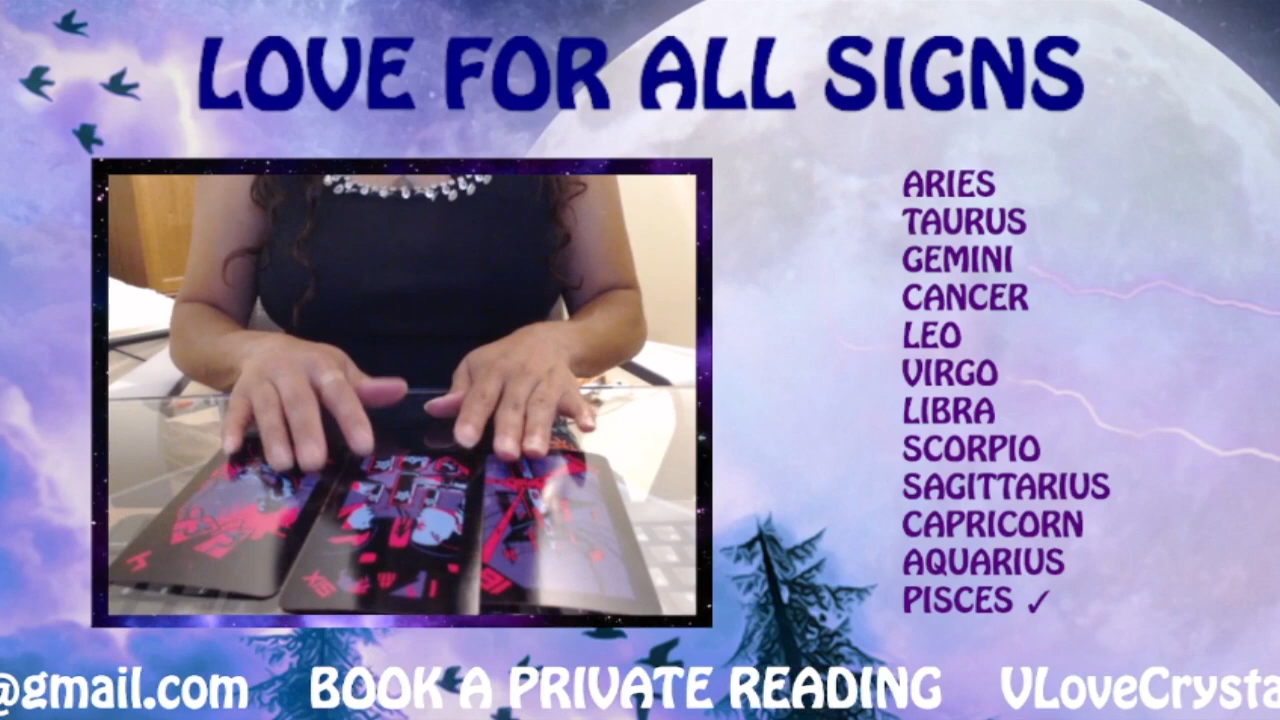 LOVE FOR ALL SIGNS
ARIES
TAURUS
GEMINI
CANCER
LEO
VIRGO
LIBRA
SCORPIO
SAGITTARIUS
CAPRICORN
AQUARIUS
PISCES ✓
@gmail.com BOOK A PRIVATE READING VLoveCrysta